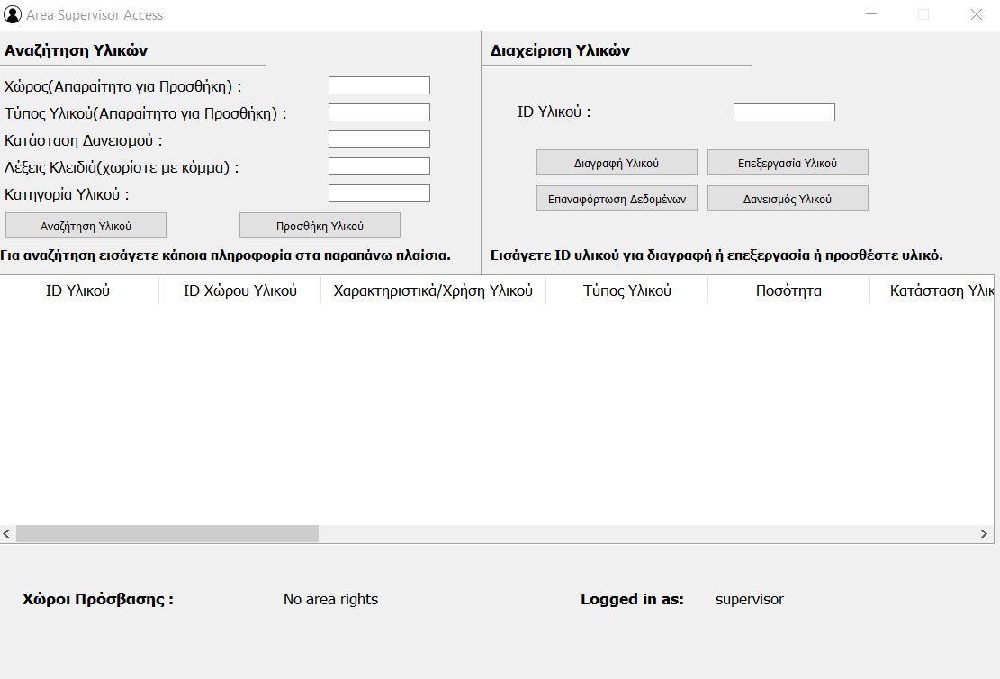 Area Supervisor Access
Αναζήτηση Υλικών
Χώρος(Απαραίτητο για Προσθήκη) :
Τύπος Υλικού(Απαραίτητο για Προσθήκη) :
Κατάσταση Δανεισμού :
Λέξεις Κλειδιά(χωρίστε με κόμμα) :
Κατηγορία Υλικού :
Αναζήτηση Υλικού Προσθήκη Υλικού
Για αναζήτηση εισάγετε κάποια πληροφορία στα παραπάνω πλαίσια.
Διαχείριση Υλικών
ID Υλικού :
Διαγραφή Υλικού Επεξεργασία Υλικού
Επαναφόρτωση Δεδομένων Δανεισμός Υλικού
Εισάγετε ID υλικού για διαγραφή ή επεξεργασία ή προσθέστε υλικό.
ID Υλικού ID Χώρου Υλικού Χαρακτηριστικά/Χρήση Υλικού Τύπος Υλικού Ποσότητα Κατάσταση Υλικ
Χώροι Πρόσβασης : No area rights Logged in as: supervisor